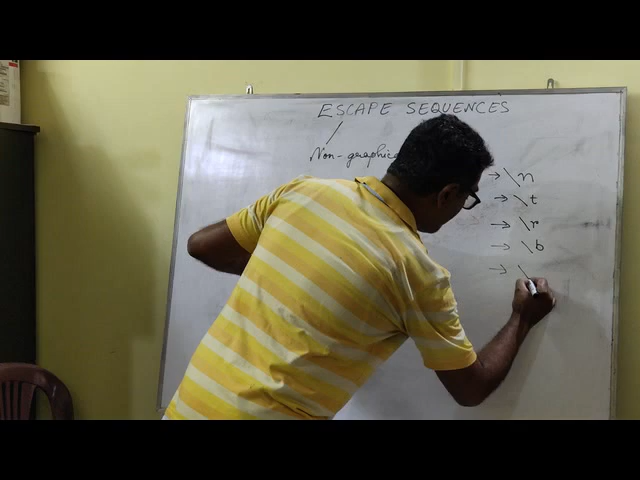 ESCAPE SEQUENCES
Non-graphic
→ \n
→ \t
→ \r
→ \b
→ \